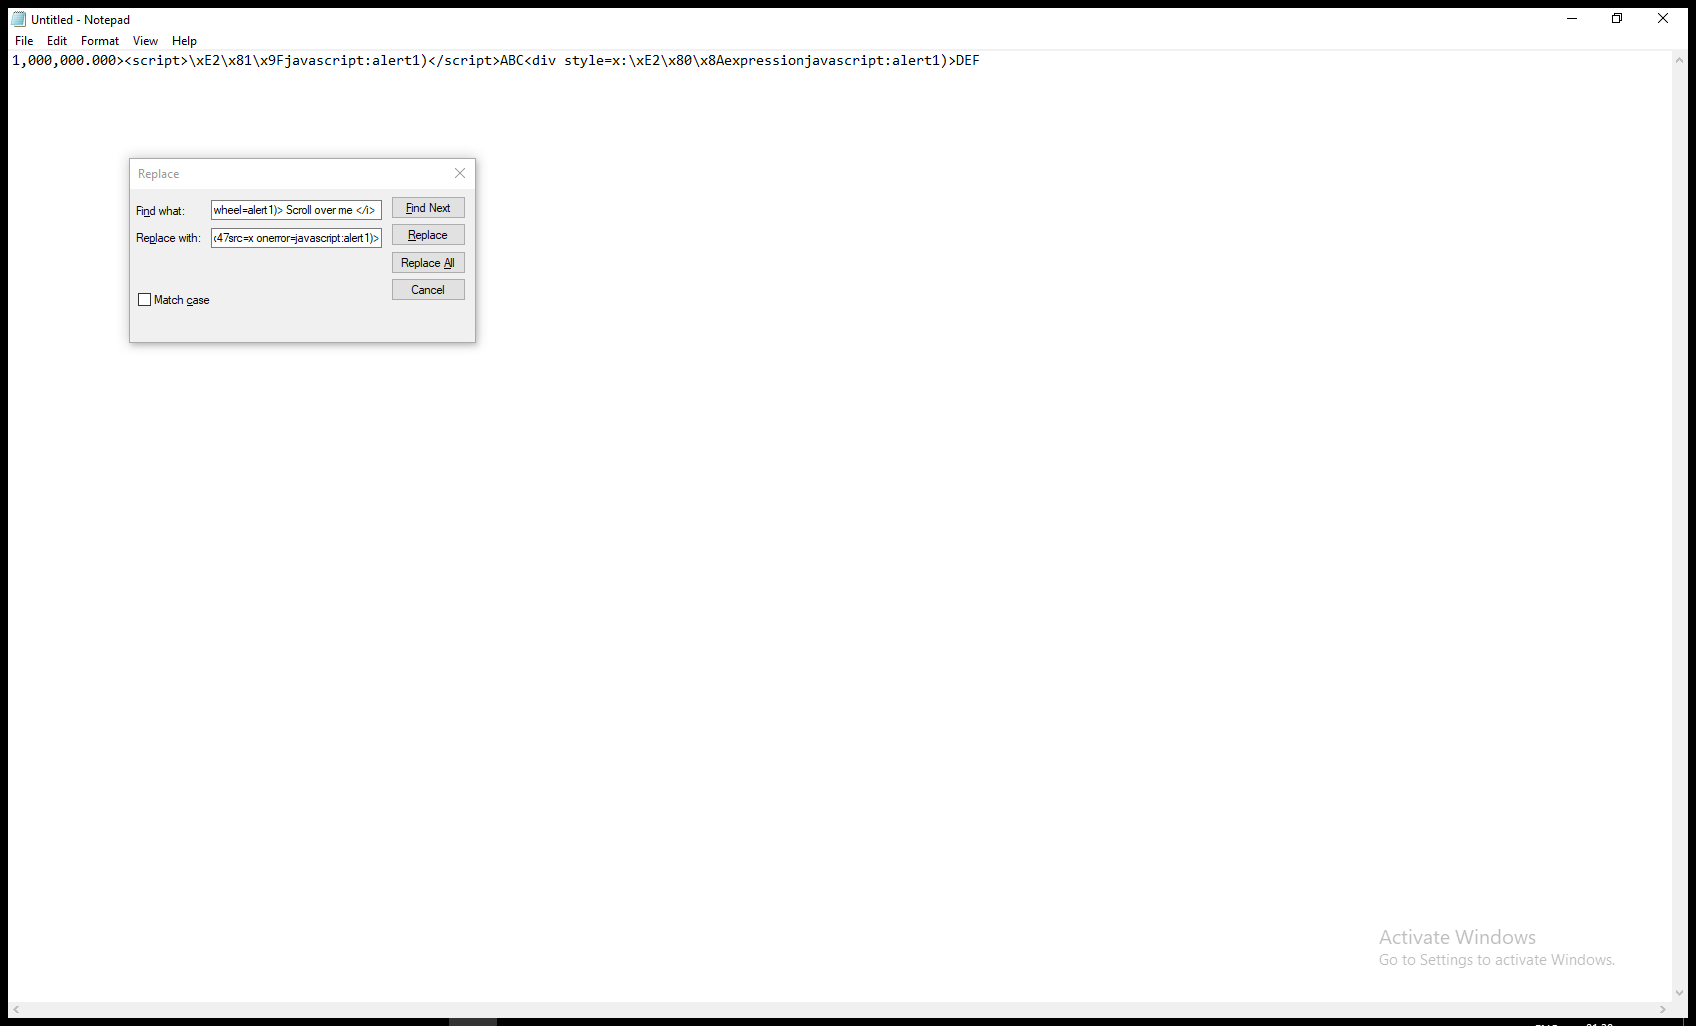 Untitled - Notepad
File Edit Format View Help
1,000,000.000><script>\xE2\x81\x9Fjavascript:alert1)</script>ABC<div style=x:\xE2\x80\x8Aexpressionjavascript:alert1)>DEF
Replace
Find what: wheel=alert1)> Scroll over me </i> Find Next
Replace with: 47src=x onerror=javascript:alert1)> Replace
Replace All
Cancel
Match case
Activate Windows
Go to Settings to activate Windows.